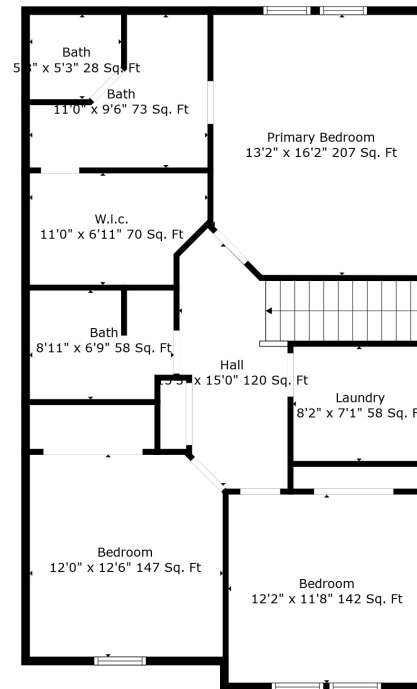 Bath
5'3" x 5'3" 28 Sq. Ft
Bath
11'0" x 9'6" 73 Sq. Ft
Primary Bedroom
13'2" x 16'2" 207 Sq. Ft
W.i.c.
11'0" x 6'11" 70 Sq. Ft
Bath
8'11" x 6'9" 58 Sq. Ft
Hall
x 15'0" 120 Sq. Ft
Laundry
8'2" x 7'1" 58 Sq. F
Bedroom
12'0" x 12'6" 147 Sq. Ft
Bedroom
12'2" x 11'8" 142 Sq. Ft